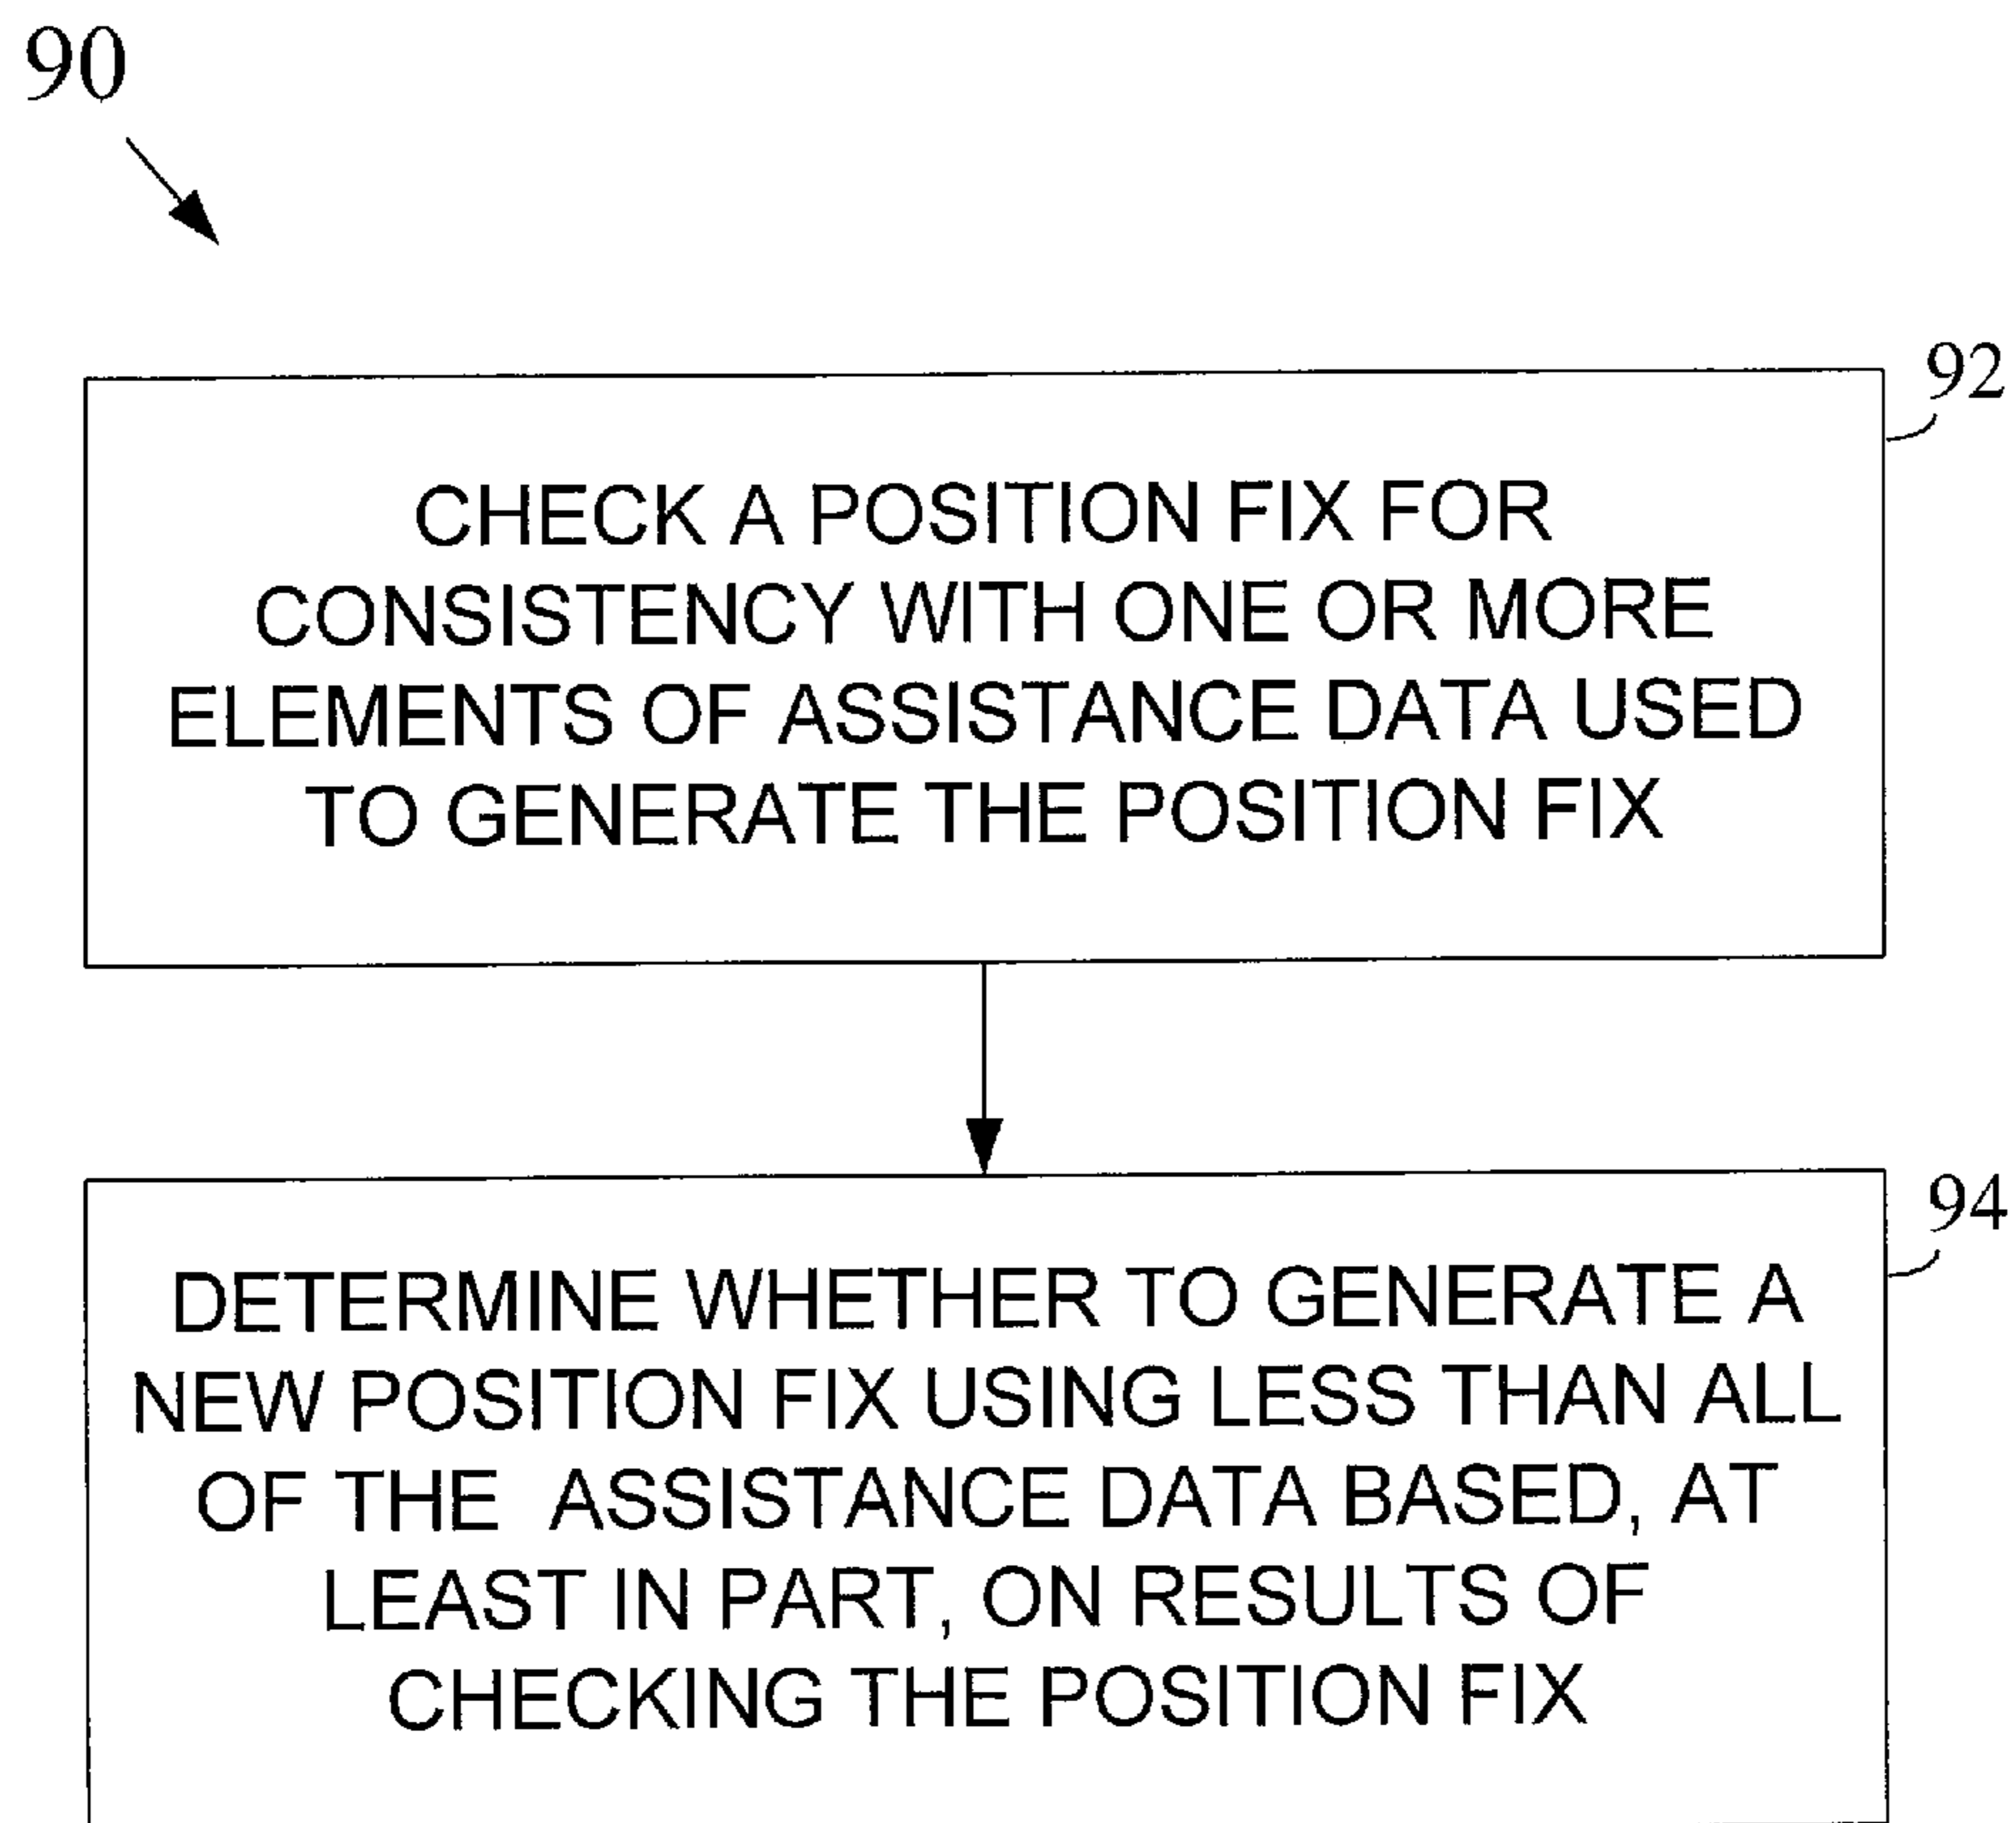 90
92
CHECK A POSITION FIX FOR
CONSISTENCY WITH ONE OR MORE
ELEMENTS OF ASSISTANCE DATA USED
TO GENERATE THE POSITION FIX
94
DETERMINE WHETHER TO GENERATE A
NEW POSITION FIX USING LESS THAN ALL
OF THE ASSISTANCE DATA BASED, AT
LEAST IN PART, ON RESULTS OF
CHECKING THE POSITION FIX